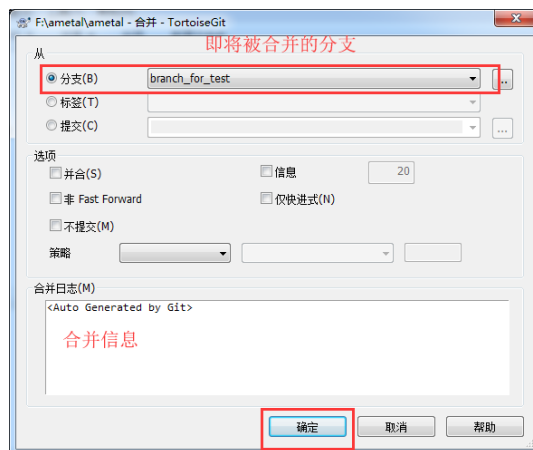 F:\ametal\ametal - 合并 - TortoiseGit
即将被合并的分支
从
分支(B) branch_for_test ...
标签(T)
提交(C) ...
选项
并合(S) 信息 20
非 Fast Forward 仅快进式(N)
不提交(M)
策略
合并日志(M)
<Auto Generated by Git>
合并信息
确定 取消 帮助